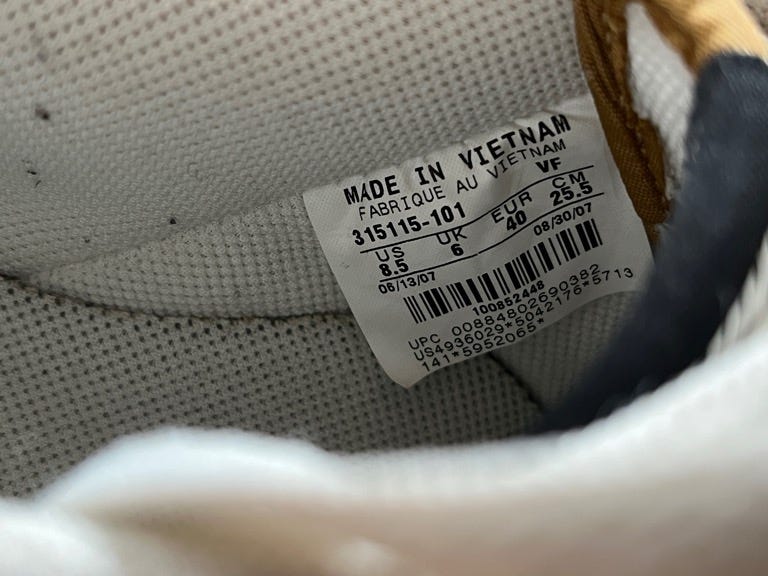 MADE IN VIETNAM
FABRIQUE AU VIETNAM
315115-101 VF
US UK EUR CM
8.5 6 40 25.5
06/13/07 08/30/07
100852448
UPC 00884802690382
US4936029*5042176*5713
141*5952065*